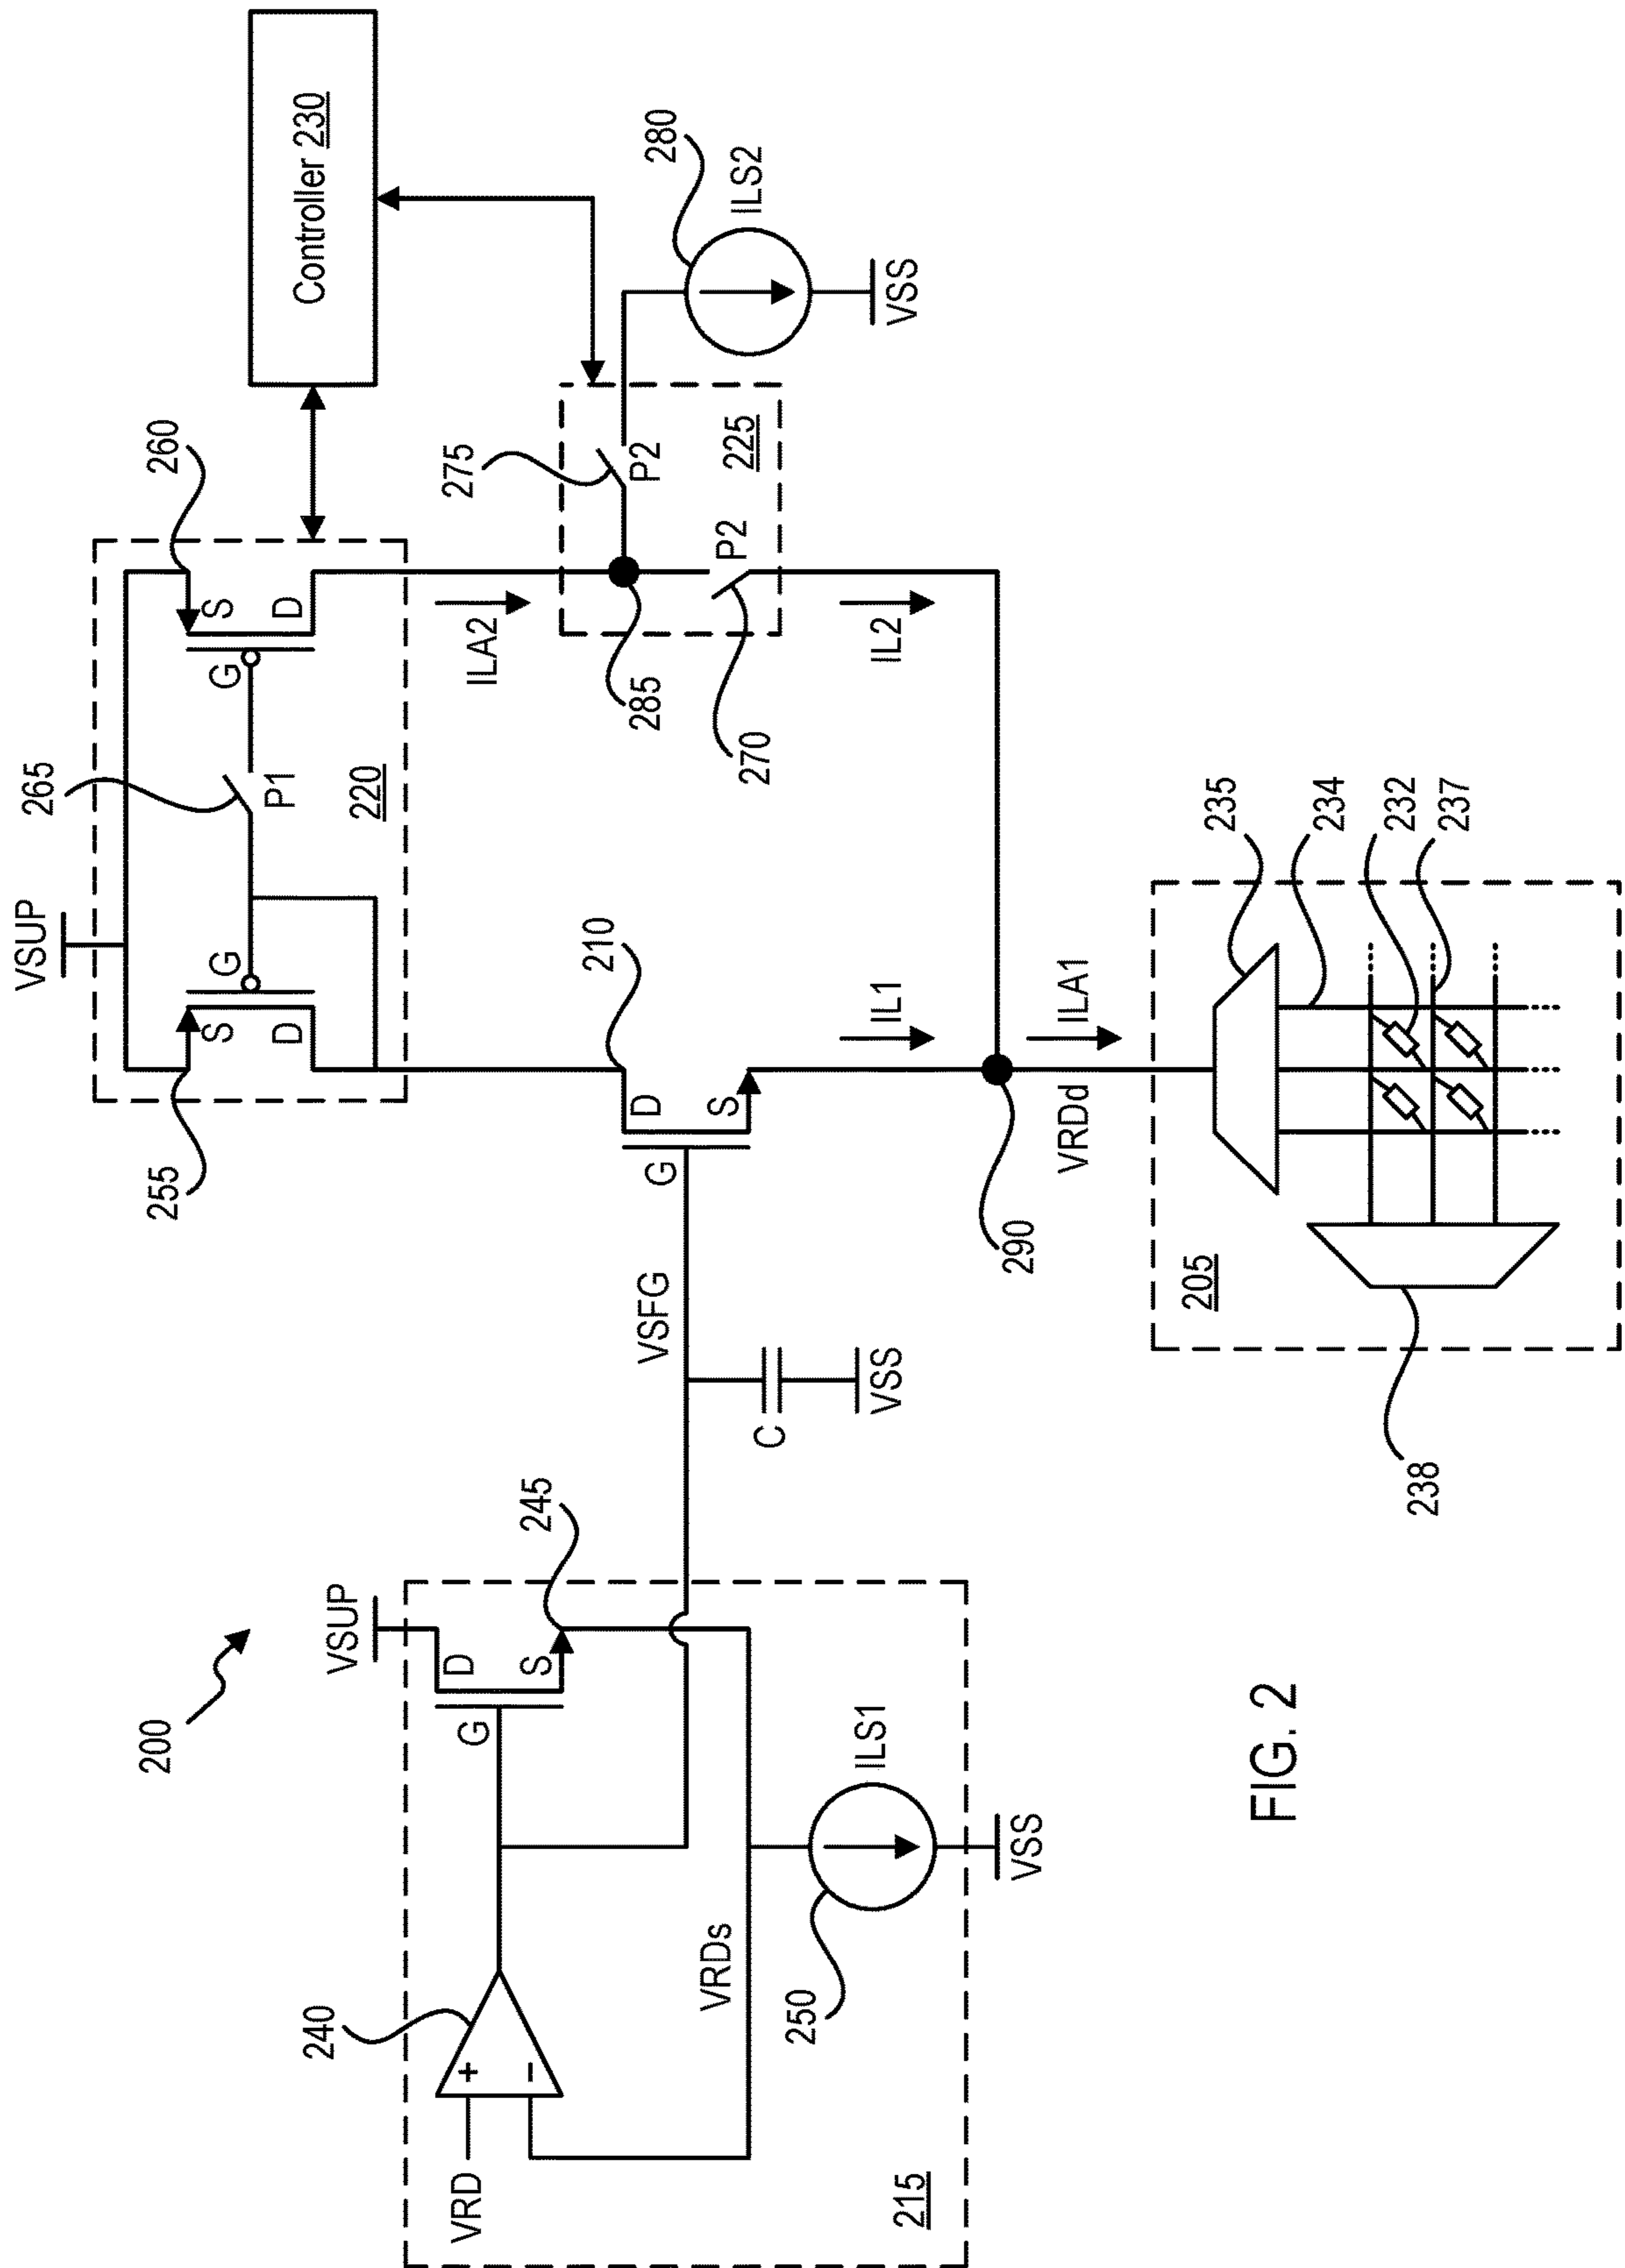 Controller 230
VSUP
260
S
D
G
265
P1
G
S
D
220
255
ILA2
275
P2
225
P2
285
270
280
ILS2
VSS
IL2
210
D
S
G
IL1
290
ILA1
VRDd
VSFG
C
VSS
235
234
232
237
205
238
200
VSUP
D
S
G
245
240
+
−
VRD
VRDs
ILS1
250
VSS
215
FIG. 2